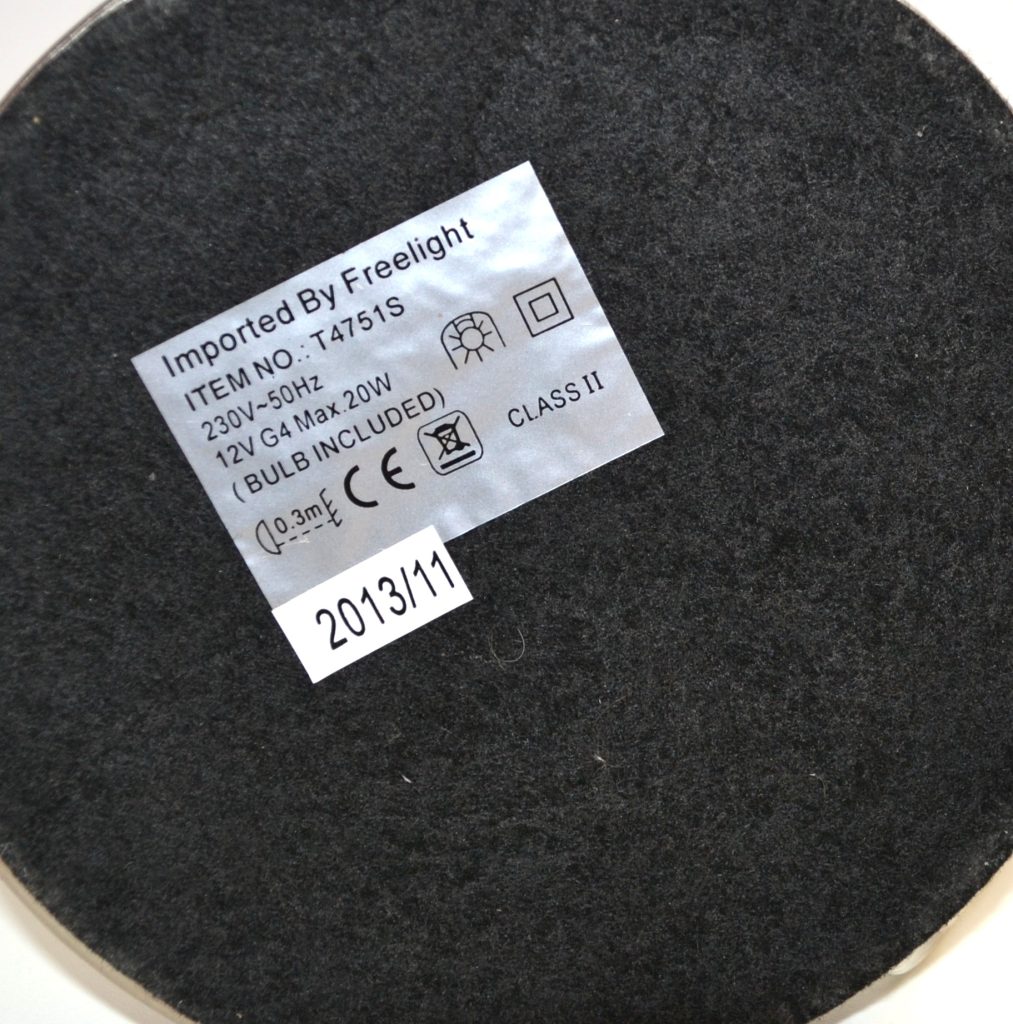 Imported By Freelight
ITEM NO.: T4751S
230V~50Hz
12V G4 Max.20W
(BULB INCLUDED)
0.3m CE
CLASS II
2013/11